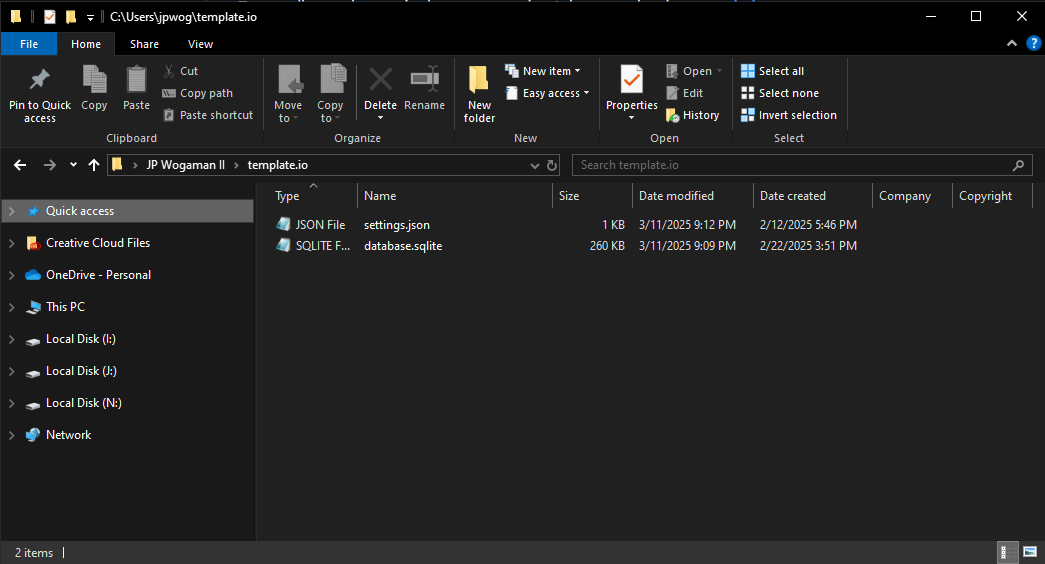 C:\Users\jpwog\template.io
File Home Share View
Pin to Quick access
Copy
Paste
Cut
Copy path
Paste shortcut
Clipboard
Move to
Copy to
Delete
Rename
Organize
New folder
New item
Easy access
New
Properties
Open
Edit
History
Open
Select all
Select none
Invert selection
Select
JP Wogaman II template.io
Search template.io
Quick access
Creative Cloud Files
OneDrive - Personal
This PC
Local Disk (I:)
Local Disk (J:)
Local Disk (N:)
Network
Type Name Size Date modified Date created Company Copyright
JSON File settings.json 1 KB 3/11/2025 9:12 PM 2/12/2025 5:46 PM
SQLITE F... database.sqlite 260 KB 3/11/2025 9:09 PM 2/22/2025 3:51 PM
2 items